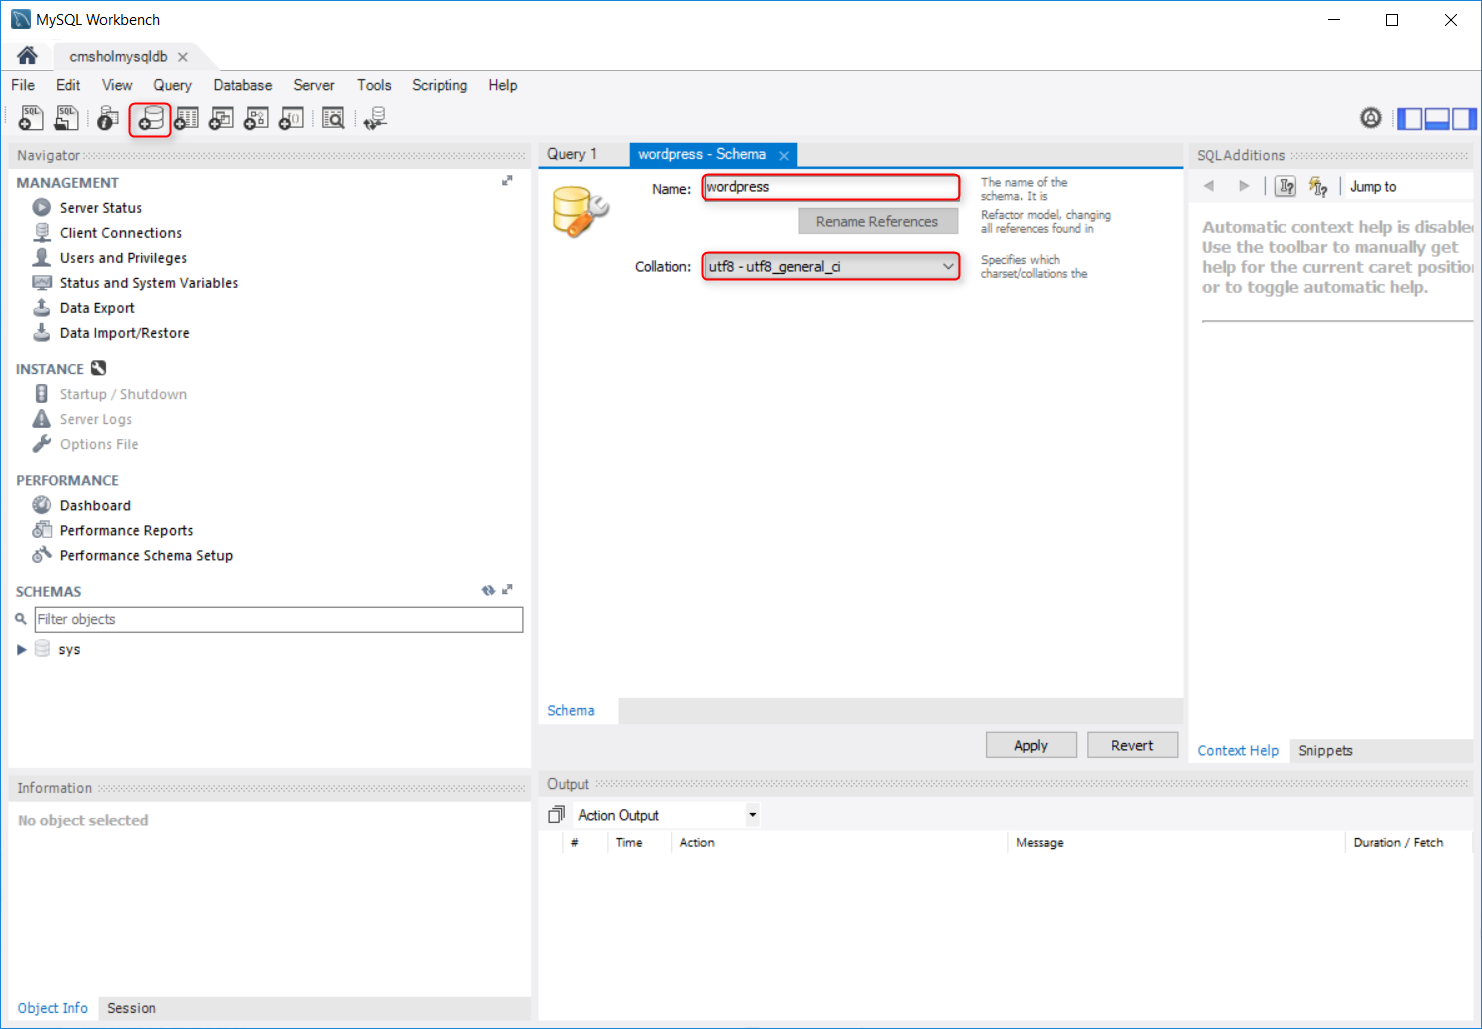 MySQL Workbench
cmsholmysqldb
File Edit View Query Database Server Tools Scripting Help
SQL SQL
Navigator
MANAGEMENT
Server Status
Client Connections
Users and Privileges
Status and System Variables
Data Export
Data Import/Restore
INSTANCE
Startup / Shutdown
Server Logs
Options File
PERFORMANCE
Dashboard
Performance Reports
Performance Schema Setup
SCHEMAS
Filter objects
sys
Information
No object selected
Object Info Session
Query 1 wordpress - Schema
Name: wordpress
The name of the
schema. It is
Rename References
Refactor model, changing
all references found in
Collation: utf8 - utf8_general_ci
Specifies which
charset/collations the
Schema
Apply Revert
Output
Action Output
# Time Action Message Duration / Fetch
SQLAdditions
Jump to
Automatic context help is disable
Use the toolbar to manually get
help for the current caret position
or to toggle automatic help.
Context Help Snippets